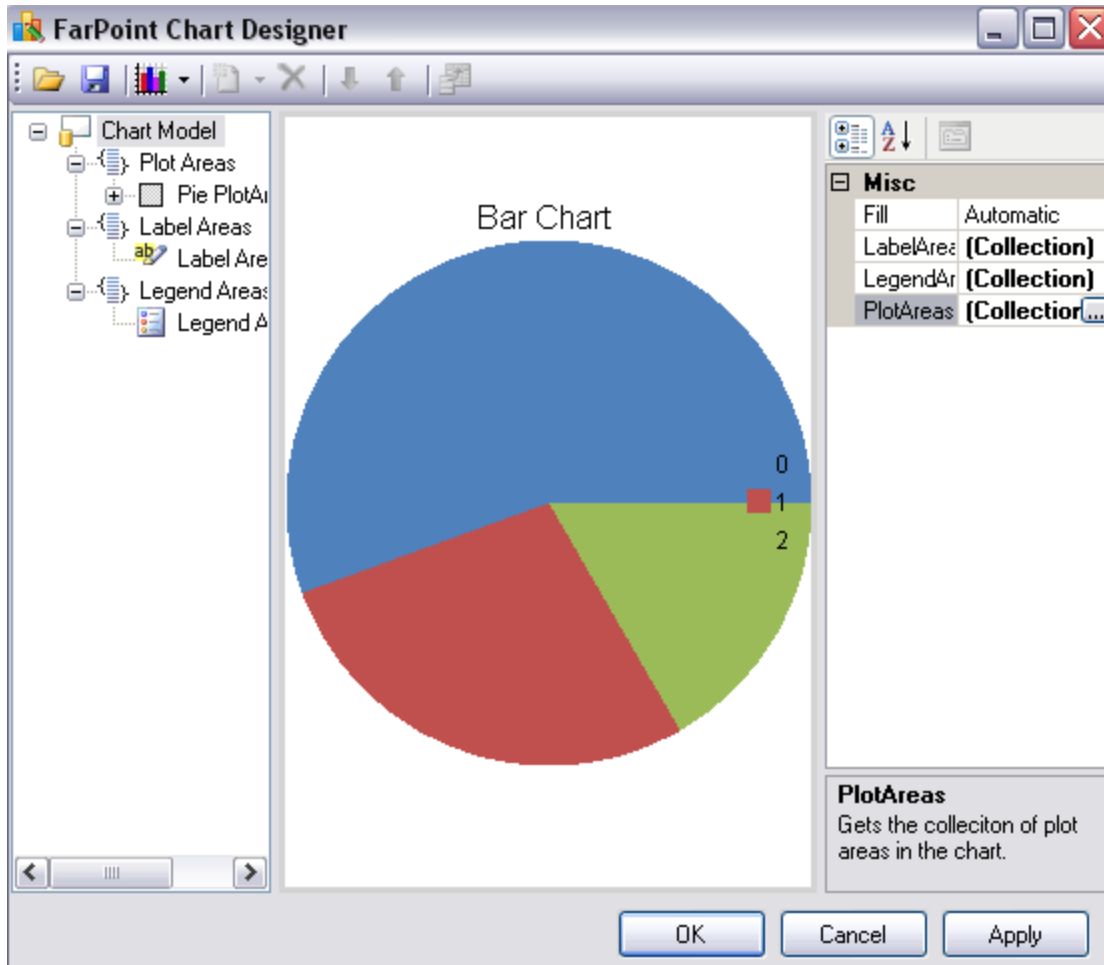 FarPoint Chart Designer
Chart Model
Plot Areas
Pie PlotAr
Label Areas
ab
Label Are
Legend Areas
Legend A
Bar Chart
0
1
2
A
Z
Misc
Fill Automatic
LabelArea (Collection)
LegendAr (Collection)
PlotAreas (Collection ...
PlotAreas
Gets the colleciton of plot
areas in the chart.
OK Cancel Apply